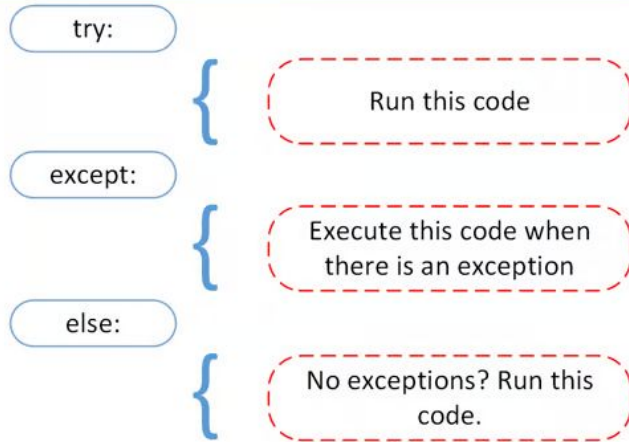 try:
Run this code
except:
Execute this code when
there is an exception
else:
No exceptions? Run this
code.